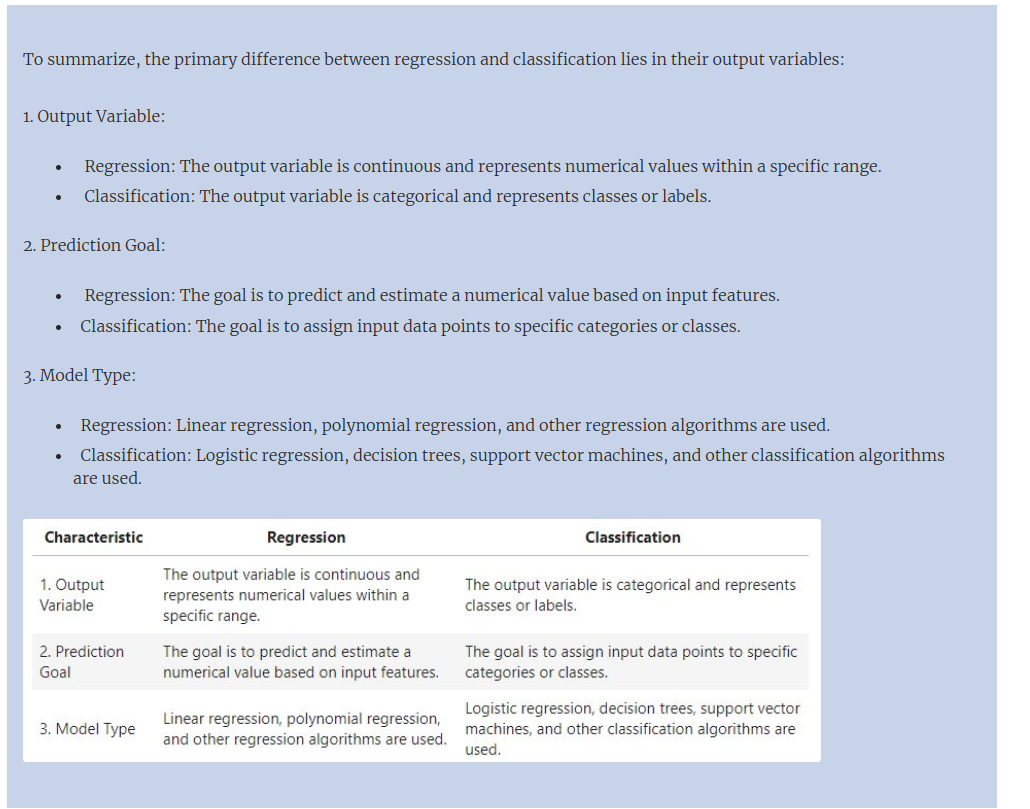 To summarize, the primary difference between regression and classification lies in their output variables:
1. Output Variable:
• Regression: The output variable is continuous and represents numerical values within a specific range.
• Classification: The output variable is categorical and represents classes or labels.
2. Prediction Goal:
• Regression: The goal is to predict and estimate a numerical value based on input features.
• Classification: The goal is to assign input data points to specific categories or classes.
3. Model Type:
• Regression: Linear regression, polynomial regression, and other regression algorithms are used.
• Classification: Logistic regression, decision trees, support vector machines, and other classification algorithms
are used.
Characteristic Regression Classification
1. Output
Variable
The output variable is continuous and
represents numerical values within a
specific range.
The output variable is categorical and represents
classes or labels.
2. Prediction
Goal
The goal is to predict and estimate a
numerical value based on input features.
The goal is to assign input data points to specific
categories or classes.
3. Model Type
Linear regression, polynomial regression,
and other regression algorithms are used.
Logistic regression, decision trees, support vector
machines, and other classification algorithms are
used.